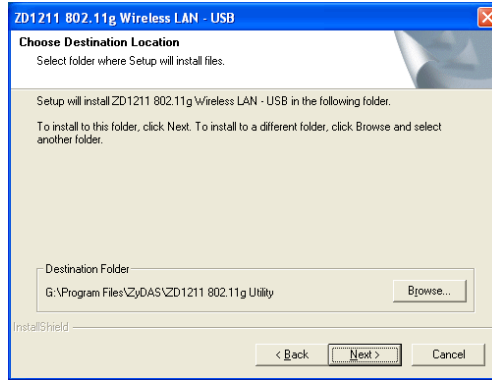 ZD1211 802.11g Wireless LAN - USB
Choose Destination Location
Select folder where Setup will install files.
Setup will install ZD1211 802.11g Wireless LAN - USB in the following folder.
To install to this folder, click Next. To install to a different folder, click Browse and select
another folder.
Destination Folder
G:\Program Files\ZyDAS\ZD1211 802.11g Utility
Browse...
InstallShield
< Back
Next >
Cancel